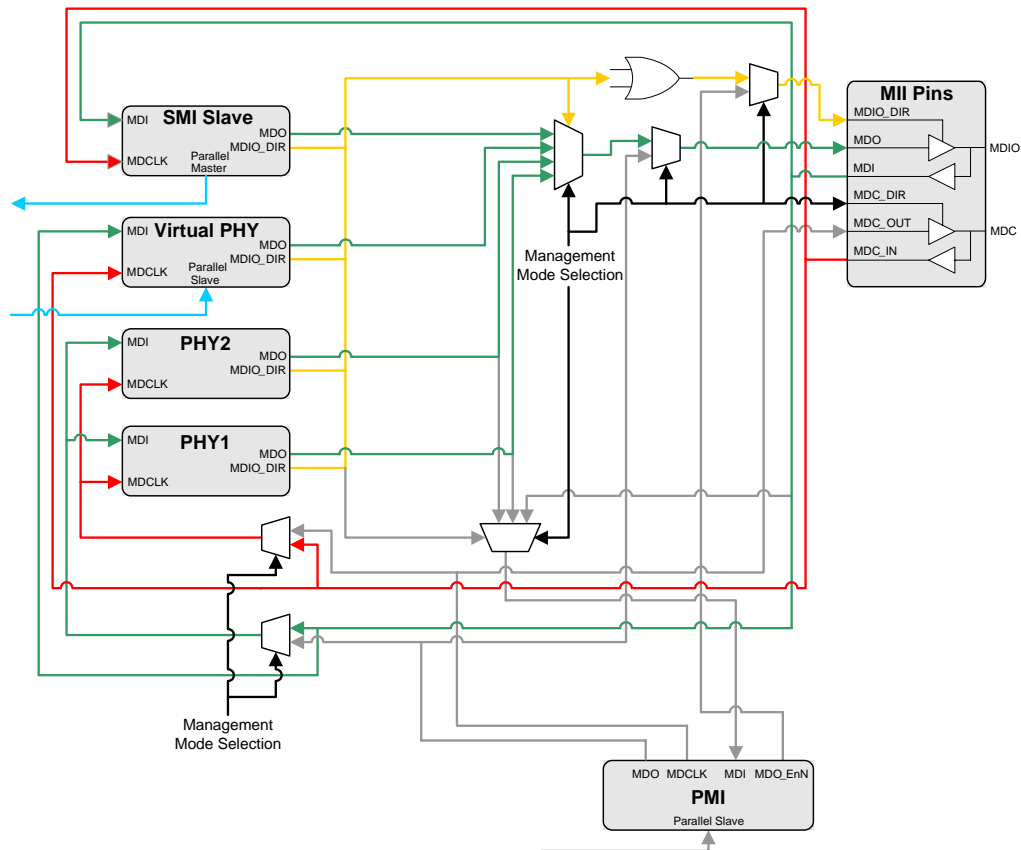 SMI Slave
MDI
MDO
MDIO_DIR
MDCLK
Parallel
Master
Virtual PHY
MDI
MDO
MDIO_DIR
MDCLK
Parallel
Slave
PHY2
MDI
MDO
MDIO_DIR
MDCLK
PHY1
MDI
MDO
MDIO_DIR
MDCLK
Management
Mode Selection
MII Pins
MDIO_DIR
MDO
MDIO
MDI
MDC_DIR
MDC_OUT
MDC
MDC_IN
Management
Mode Selection
MDO
MDCLK
MDI
MDO_EnN
PMI
Parallel Slave